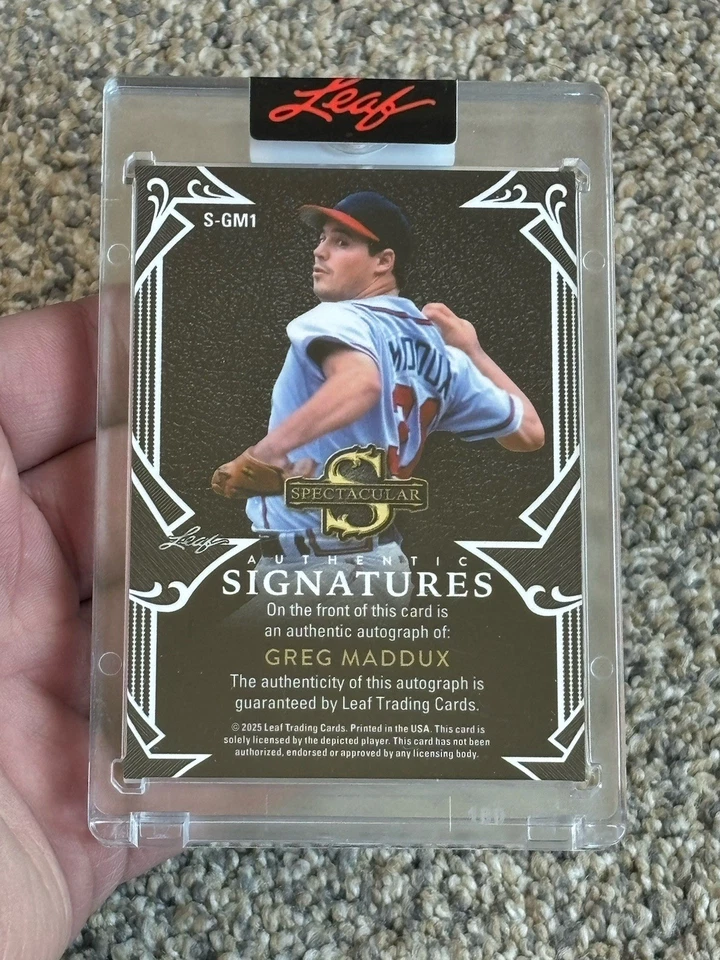 Leaf
S-GM1
MADDUX
31
S
SPECTACULAR
Leaf
AUTHENTIC
SIGNATURES
On the front of this card is
an authentic autograph of:
GREG MADDUX
The authenticity of this autograph is
guaranteed by Leaf Trading Cards.
© 2025 Leaf Trading Cards. Printed in the USA. This card is
solely licensed by the depicted player. This card has not been
authorized, endorsed or approved by any licensing body.